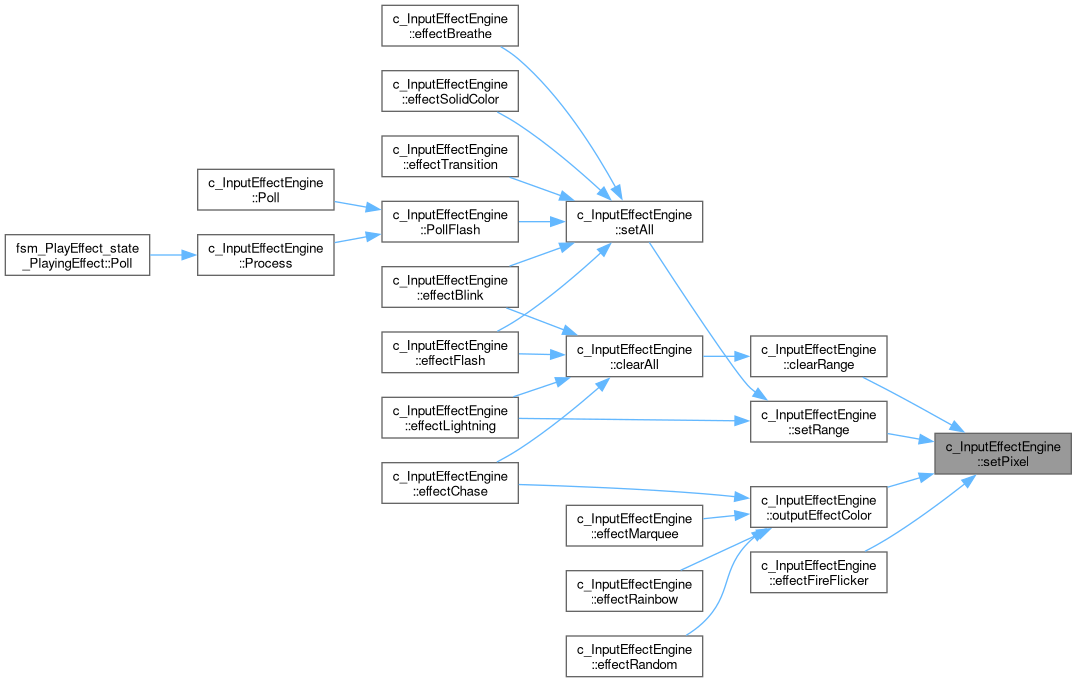 c_InputEffectEngine
::effectBreathe
c_InputEffectEngine
::effectSolidColor
c_InputEffectEngine
::effectTransition
c_InputEffectEngine
::Poll
c_InputEffectEngine
::PollFlash
c_InputEffectEngine
::setAll
fsm_PlayEffect_state
_PlayingEffect::Poll
c_InputEffectEngine
::Process
c_InputEffectEngine
::effectBlink
c_InputEffectEngine
::effectFlash
c_InputEffectEngine
::clearAll
c_InputEffectEngine
::clearRange
c_InputEffectEngine
::effectLightning
c_InputEffectEngine
::setRange
c_InputEffectEngine
::setPixel
c_InputEffectEngine
::effectChase
c_InputEffectEngine
::outputEffectColor
c_InputEffectEngine
::effectMarquee
c_InputEffectEngine
::effectFireFlicker
c_InputEffectEngine
::effectRainbow
c_InputEffectEngine
::effectRandom